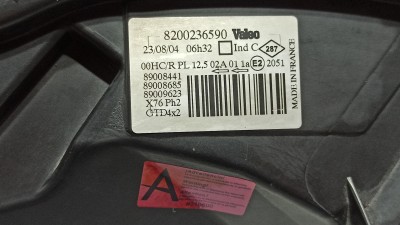 8200236590 Valeo
23/08/04 06h32 Ind C 287
00HC/R PL 12,5 02A 01 1a E2 2051
89008441
89008685
89009623
X76 Ph2
GTD4x2
MADE IN FRANCE
A